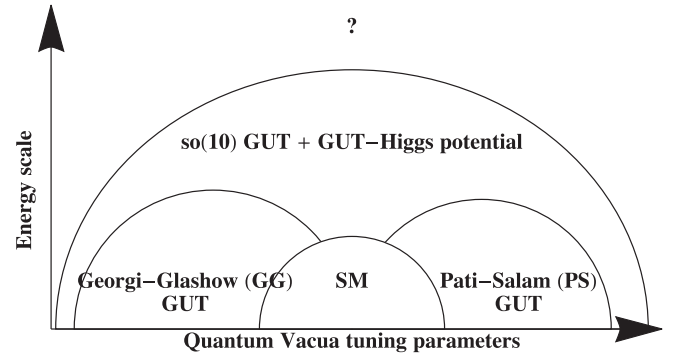 ?
so(10) GUT + GUT−Higgs potential
Energy scale
Georgi−Glashow (GG)
GUT
SM
Pati−Salam (PS)
GUT
Quantum Vacua tuning parameters